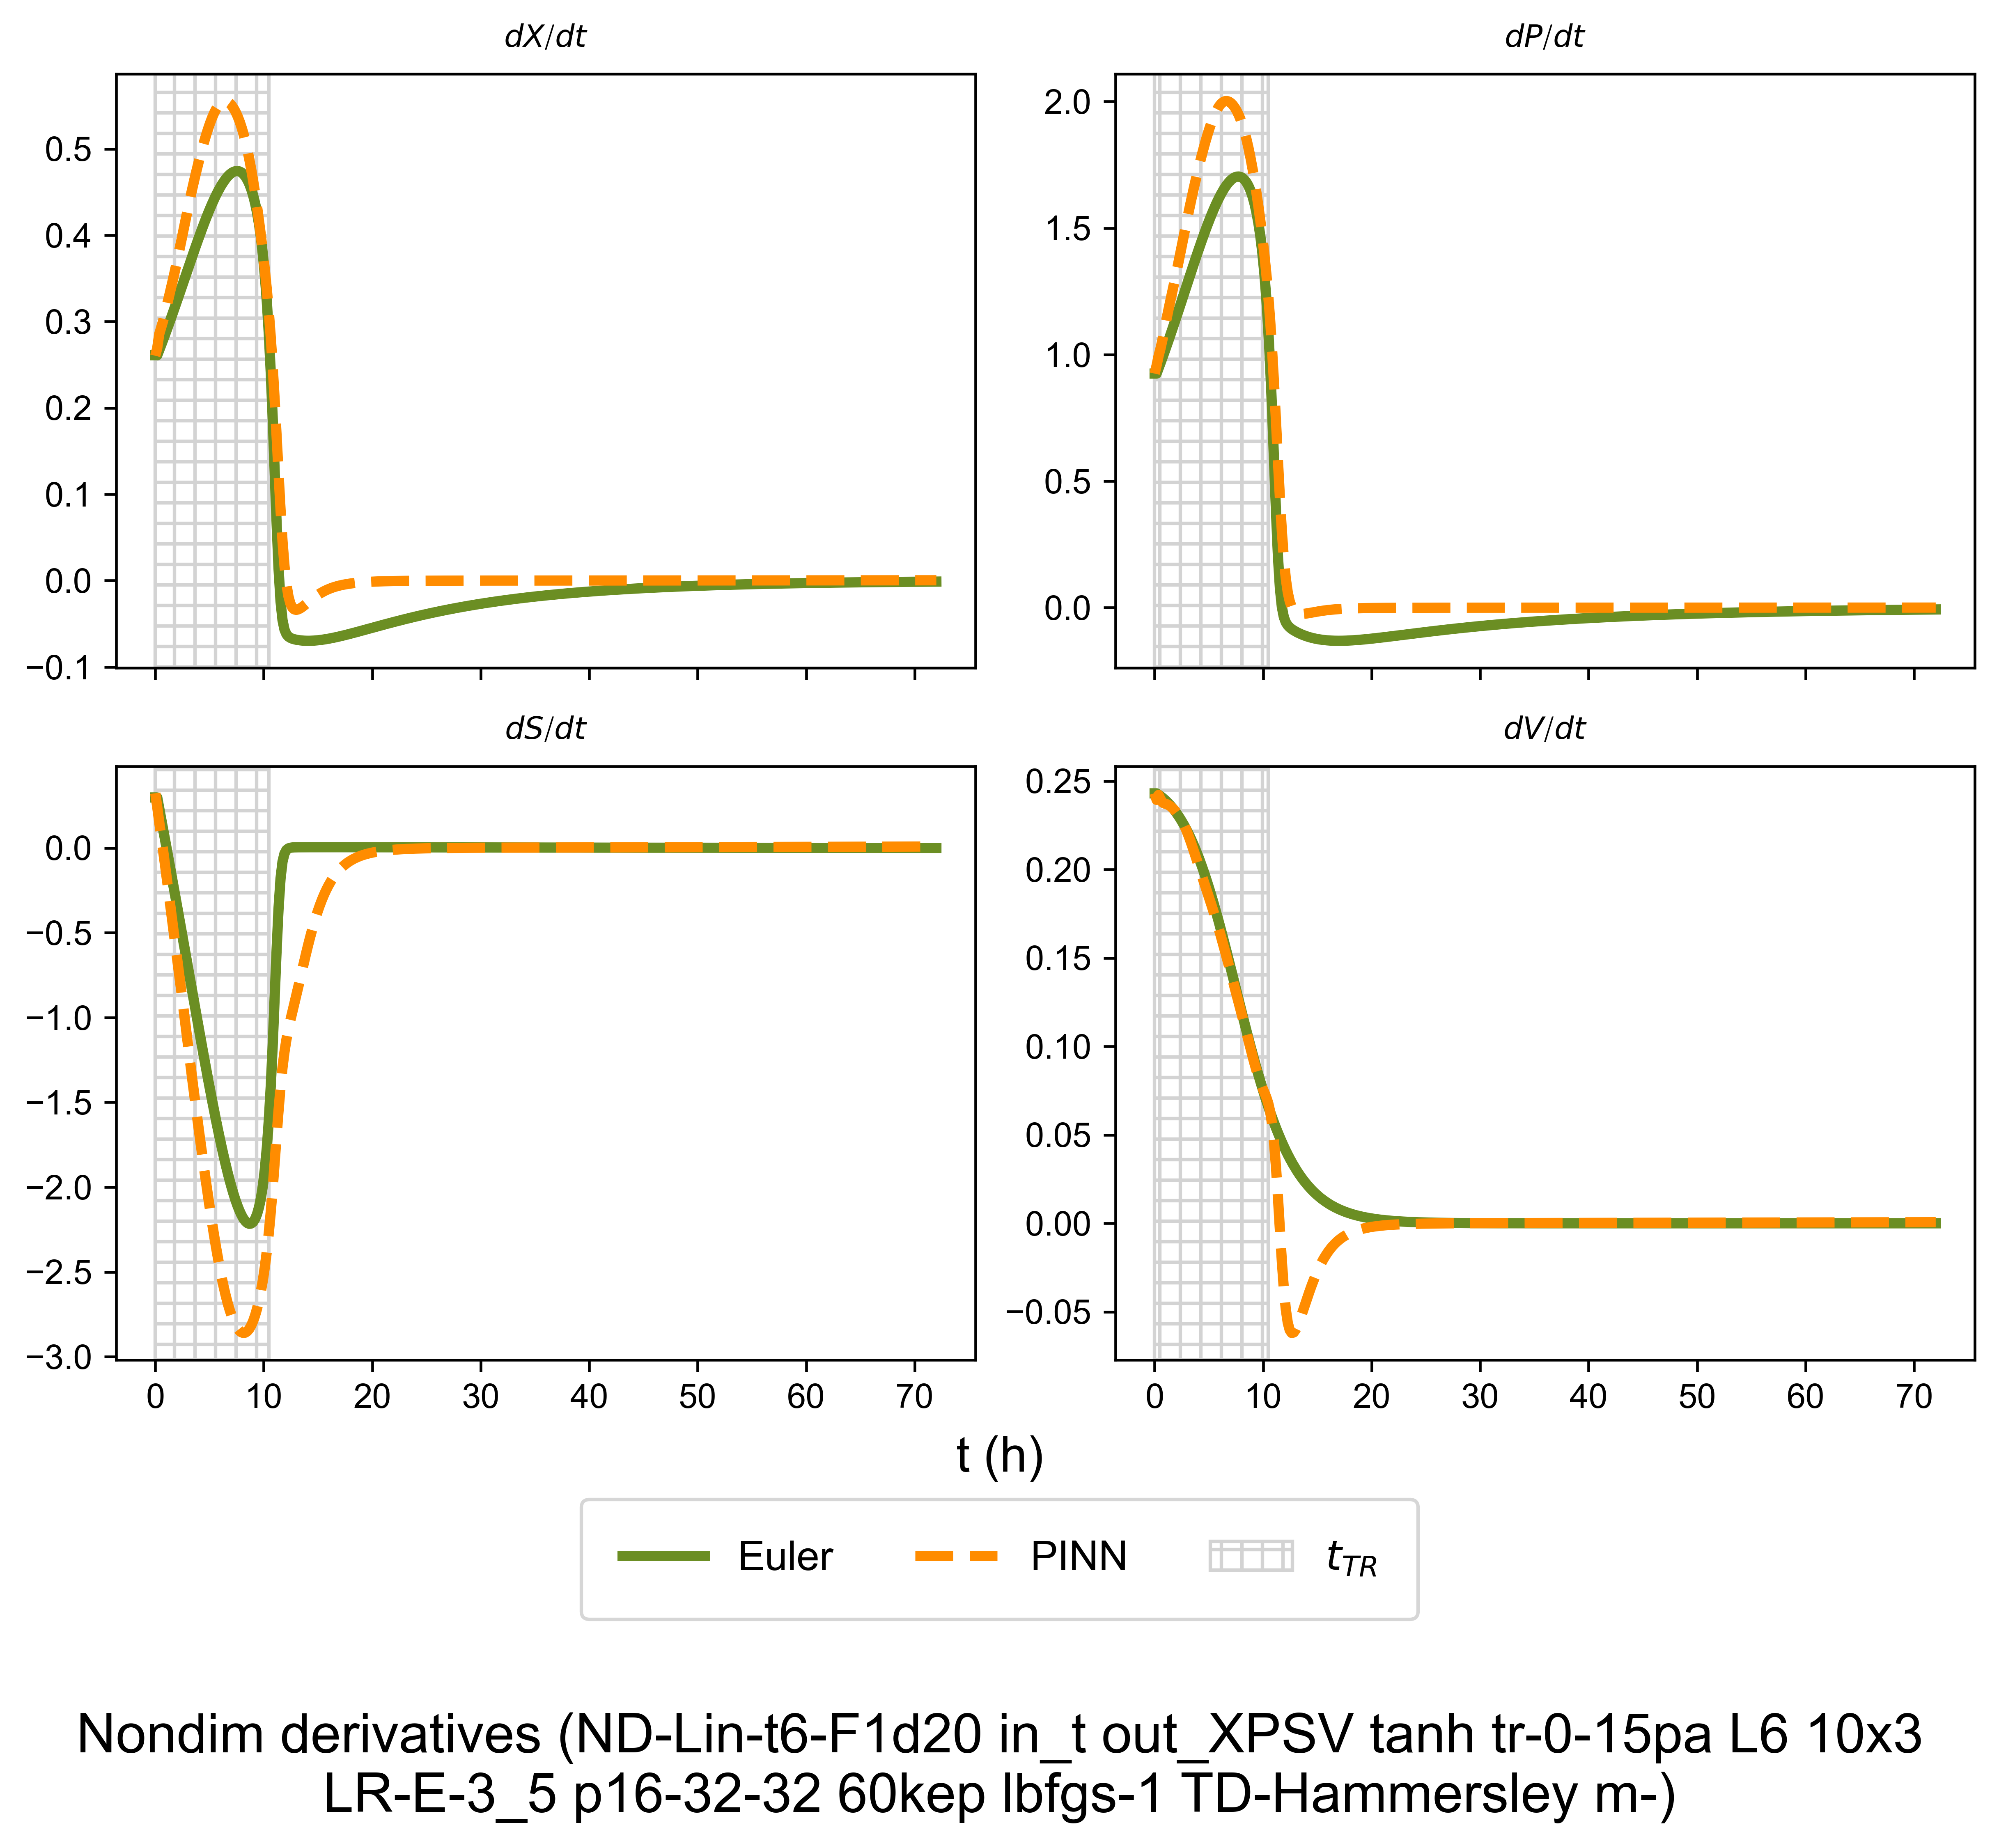 dX/dt
dP/dt
0.5
0.4
0.3
0.2
0.1
0.0
−0.1
2.0
1.5
1.0
0.5
0.0
dS/dt
dV/dt
0.0
−0.5
−1.0
−1.5
−2.0
−2.5
−3.0
0.25
0.20
0.15
0.10
0.05
0.00
−0.05
0 10 20 30 40 50 60 70
0 10 20 30 40 50 60 70
t (h)
Euler PINN t_TR
Nondim derivatives (ND-Lin-t6-F1d20 in_t out_XPSV tanh tr-0-15pa L6 10x3
LR-E-3_5 p16-32-32 60kep lbfgs-1 TD-Hammersley m-)